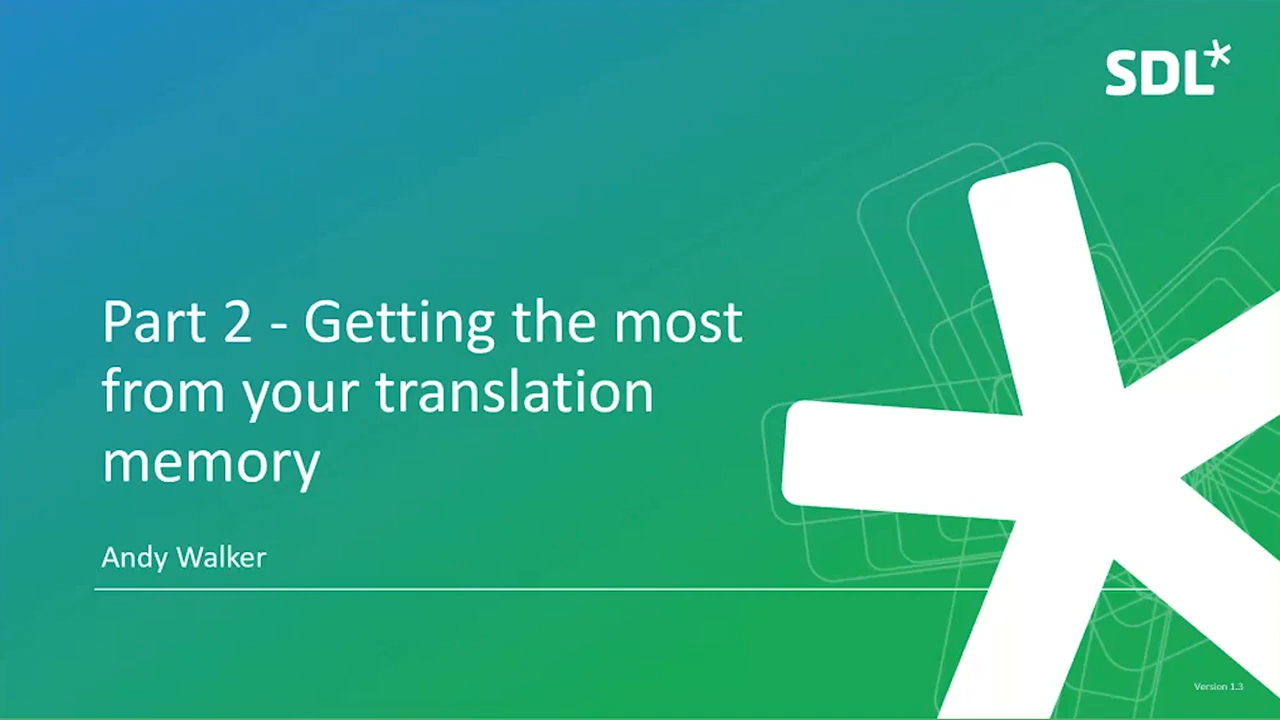 SDL*
Part 2 - Getting the most
from your translation
memory
Andy Walker
Version 1.3